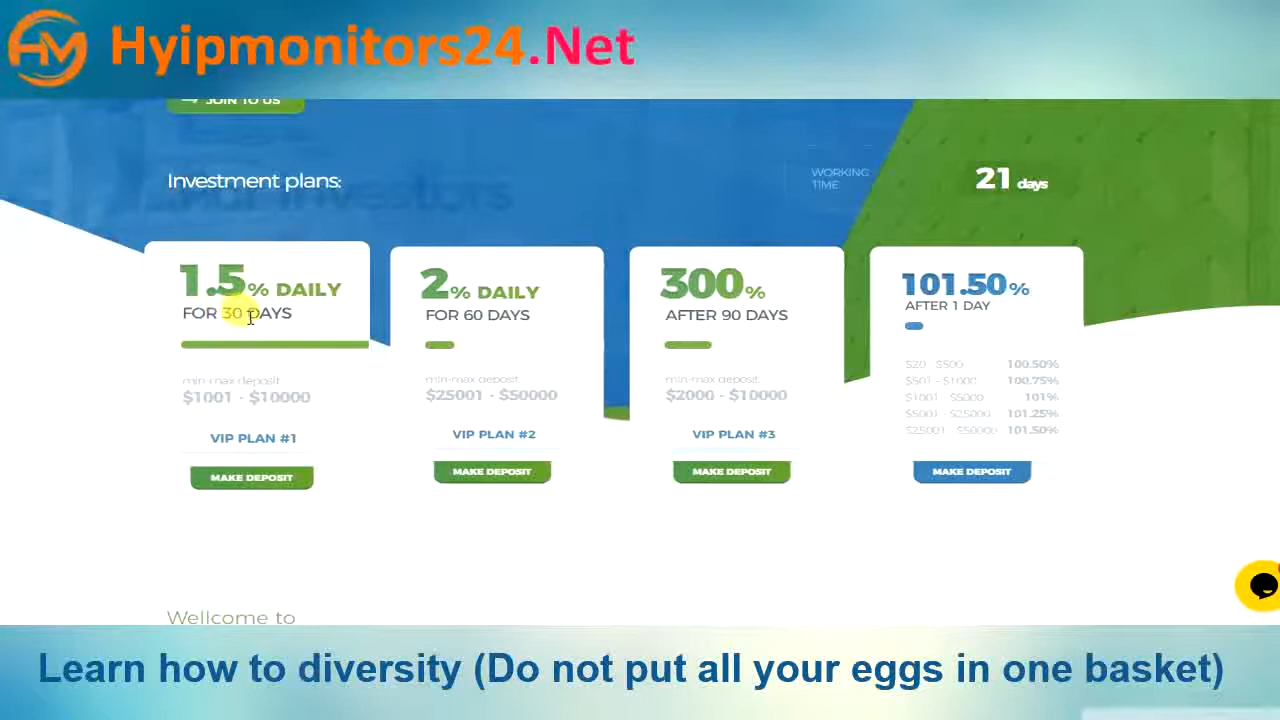 Hyipmonitors24.Net
JOIN TO US
Investment plans:
WORKING
TIME
21 days
1.5% DAILY
FOR 30 DAYS
min-max deposit
$1001 - $10000
VIP PLAN #1
MAKE DEPOSIT
2% DAILY
FOR 60 DAYS
min-max deposit
$25001 - $50000
VIP PLAN #2
MAKE DEPOSIT
300%
AFTER 90 DAYS
min-max deposit
$2000 - $10000
VIP PLAN #3
MAKE DEPOSIT
101.50%
AFTER 1 DAY
$20 - $500 100.50%
$501 - $1000 100.75%
$1001 - $5000 101%
$5001 - $25000 101.25%
$25001 - $50000 101.50%
MAKE DEPOSIT
Wellcome to
Learn how to diversity (Do not put all your eggs in one basket)